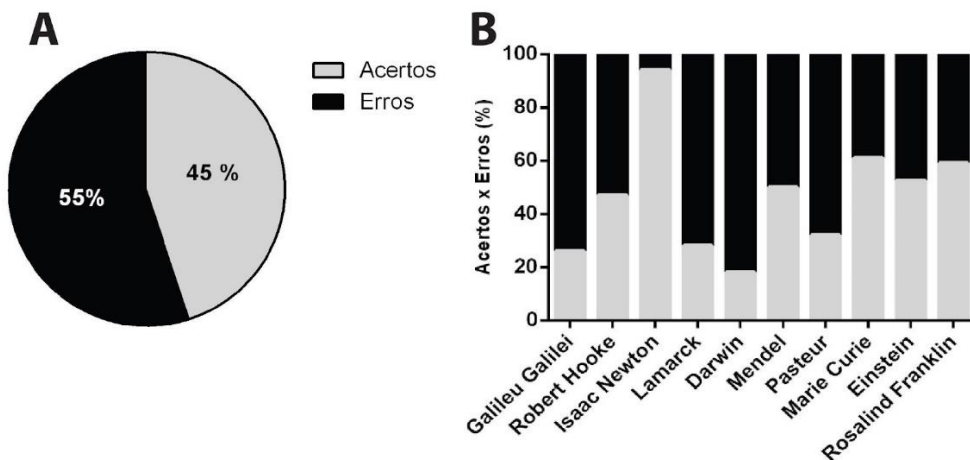 A
Acertos
Erros
55%
45 %
B
Acertos x Erros (%)
100
80
60
40
20
0
Galileu Galilei
Robert Hooke
Isaac Newton
Lamarck
Darwin
Mendel
Pasteur
Marie Curie
Einstein
Rosalind Franklin